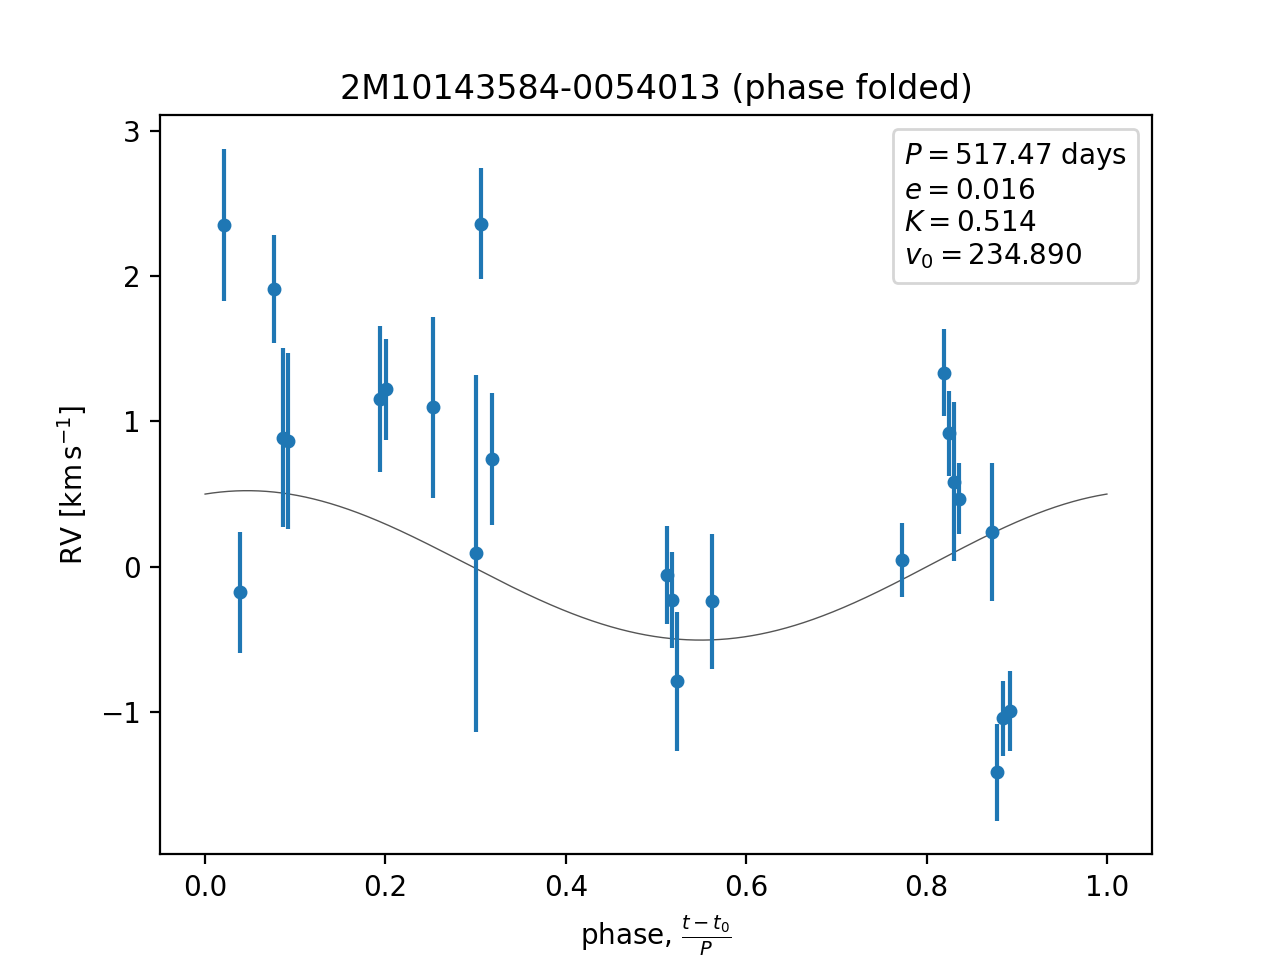 2M10143584-0054013 (phase folded)
P = 517.47 days
e = 0.016
K = 0.514
v₀ = 234.890
RV [km s⁻¹]
3
2
1
0
−1
0.0 0.2 0.4 0.6 0.8 1.0
phase, (t − t₀)/P